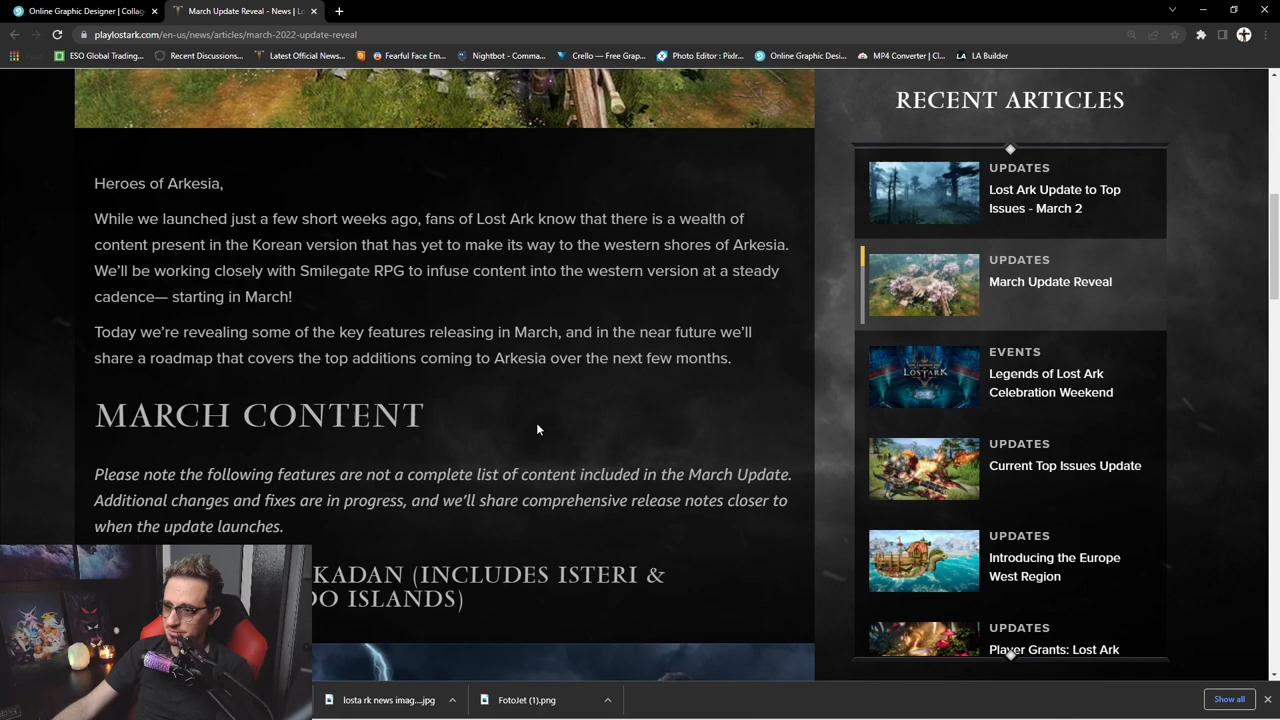 Online Graphic Designer | Collag
March Update Reveal - News | Lo
playlostark.com/en-us/news/articles/march-2022-update-reveal
ESO Global Trading...
Recent Discussions...
Latest Official News...
Fearful Face Em...
Nightbot - Comma...
Crello — Free Grap...
Photo Editor : Pixlr...
Online Graphic Desi...
MP4 Converter | Cl...
LA Builder
Heroes of Arkesia,
While we launched just a few short weeks ago, fans of Lost Ark know that there is a wealth of
content present in the Korean version that has yet to make its way to the western shores of Arkesia.
We'll be working closely with Smilegate RPG to infuse content into the western version at a steady
cadence— starting in March!
Today we're revealing some of the key features releasing in March, and in the near future we'll
share a roadmap that covers the top additions coming to Arkesia over the next few months.
MARCH CONTENT
Please note the following features are not a complete list of content included in the March Update.
Additional changes and fixes are in progress, and we'll share comprehensive release notes closer to
when the update launches.
KADAN (INCLUDES ISTERI &
ISLANDS)
RECENT ARTICLES
UPDATES
Lost Ark Update to Top
Issues - March 2
UPDATES
March Update Reveal
EVENTS
LOST ARK
Legends of Lost Ark
Celebration Weekend
UPDATES
Current Top Issues Update
UPDATES
Introducing the Europe
West Region
UPDATES
Player Grants: Lost Ark
losta rk news imag....jpg
FotoJet (1).png
Show all